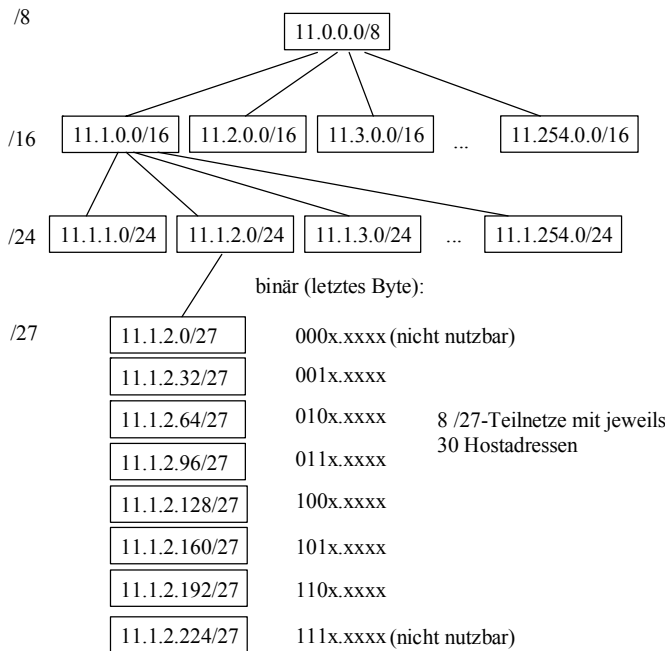 /8 11.0.0.0/8
/16 11.1.0.0/16 11.2.0.0/16 11.3.0.0/16 ... 11.254.0.0/16
/24 11.1.1.0/24 11.1.2.0/24 11.1.3.0/24 ... 11.1.254.0/24
binär (letztes Byte):
/27 11.1.2.0/27 000x.xxxx (nicht nutzbar)
11.1.2.32/27 001x.xxxx
11.1.2.64/27 010x.xxxx 8 /27-Teilnetze mit jeweils
30 Hostadressen
11.1.2.96/27 011x.xxxx
11.1.2.128/27 100x.xxxx
11.1.2.160/27 101x.xxxx
11.1.2.192/27 110x.xxxx
11.1.2.224/27 111x.xxxx (nicht nutzbar)